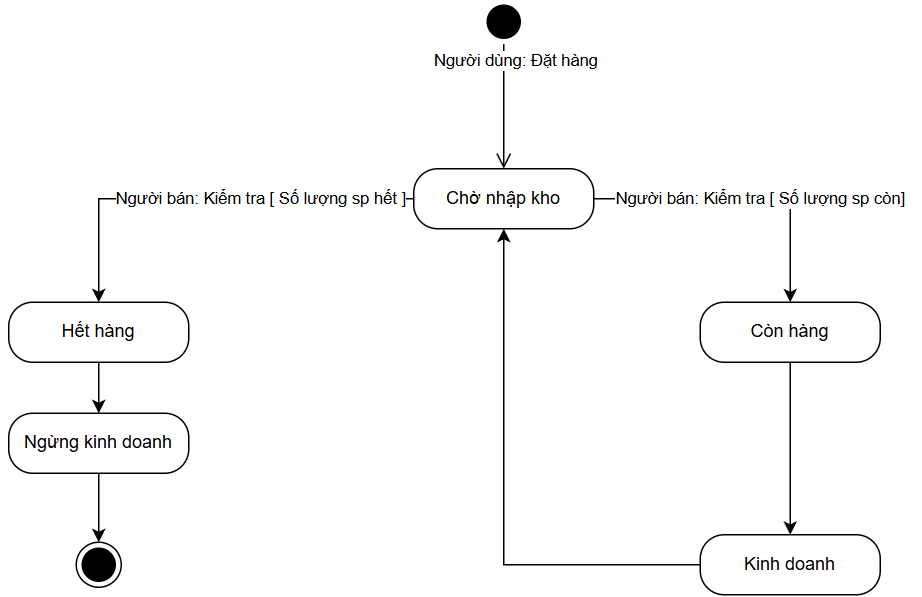 Người dùng: Đặt hàng
Người bán: Kiểm tra [ Số lượng sp hết ]
Chờ nhập kho
Người bán: Kiểm tra [ Số lượng sp còn]
Hết hàng
Còn hàng
Ngừng kinh doanh
Kinh doanh